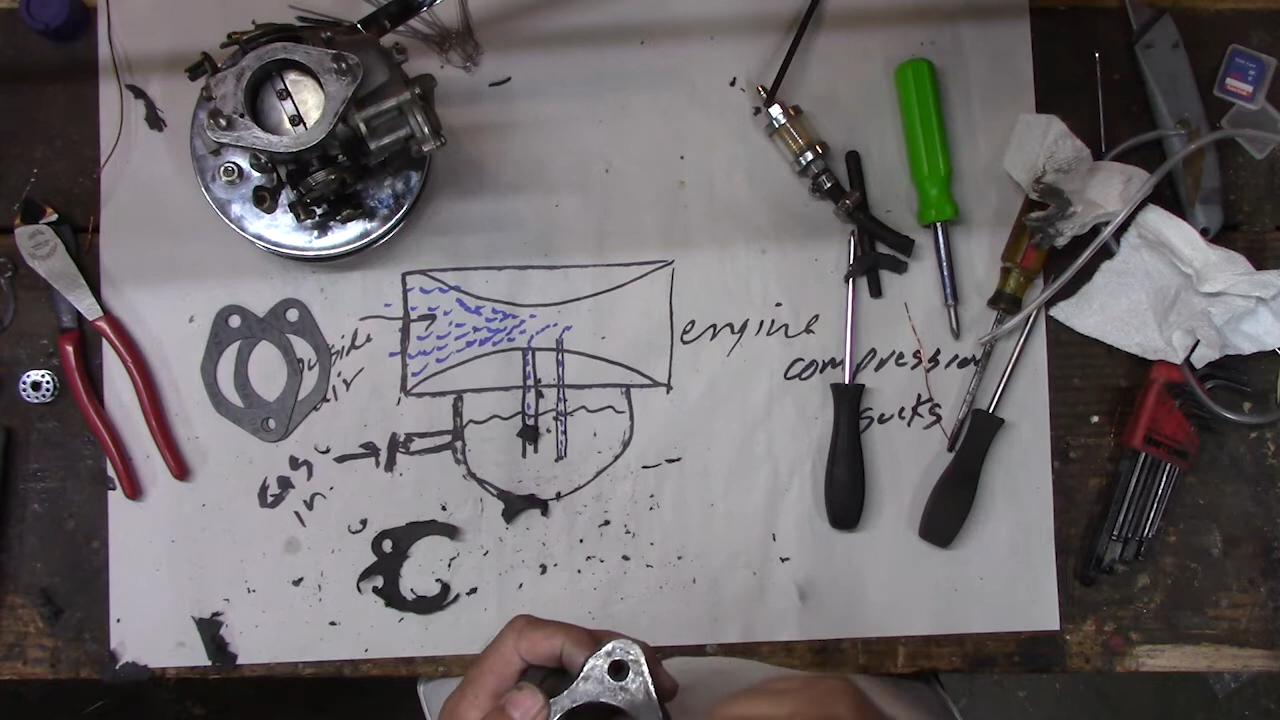 engine
outside
air
compression
sucks
Gas
in.